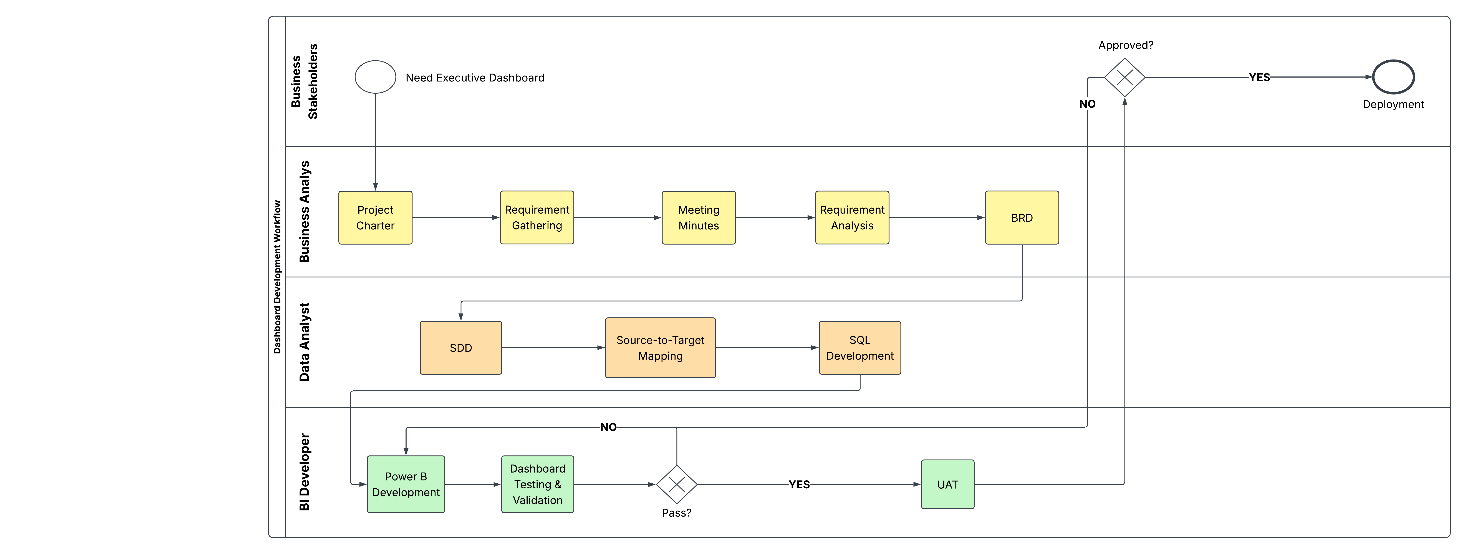 Dashboard Development Workflow
Business
Stakeholders
Need Executive Dashboard
Approved?
YES
NO
Deployment
Business Analys
Project
Charter
Requirement
Gathering
Meeting
Minutes
Requirement
Analysis
BRD
Data Analyst
SDD
Source-to-Target
Mapping
SQL
Development
BI Developer
NO
Power B
Development
Dashboard
Testing &
Validation
Pass?
YES
UAT